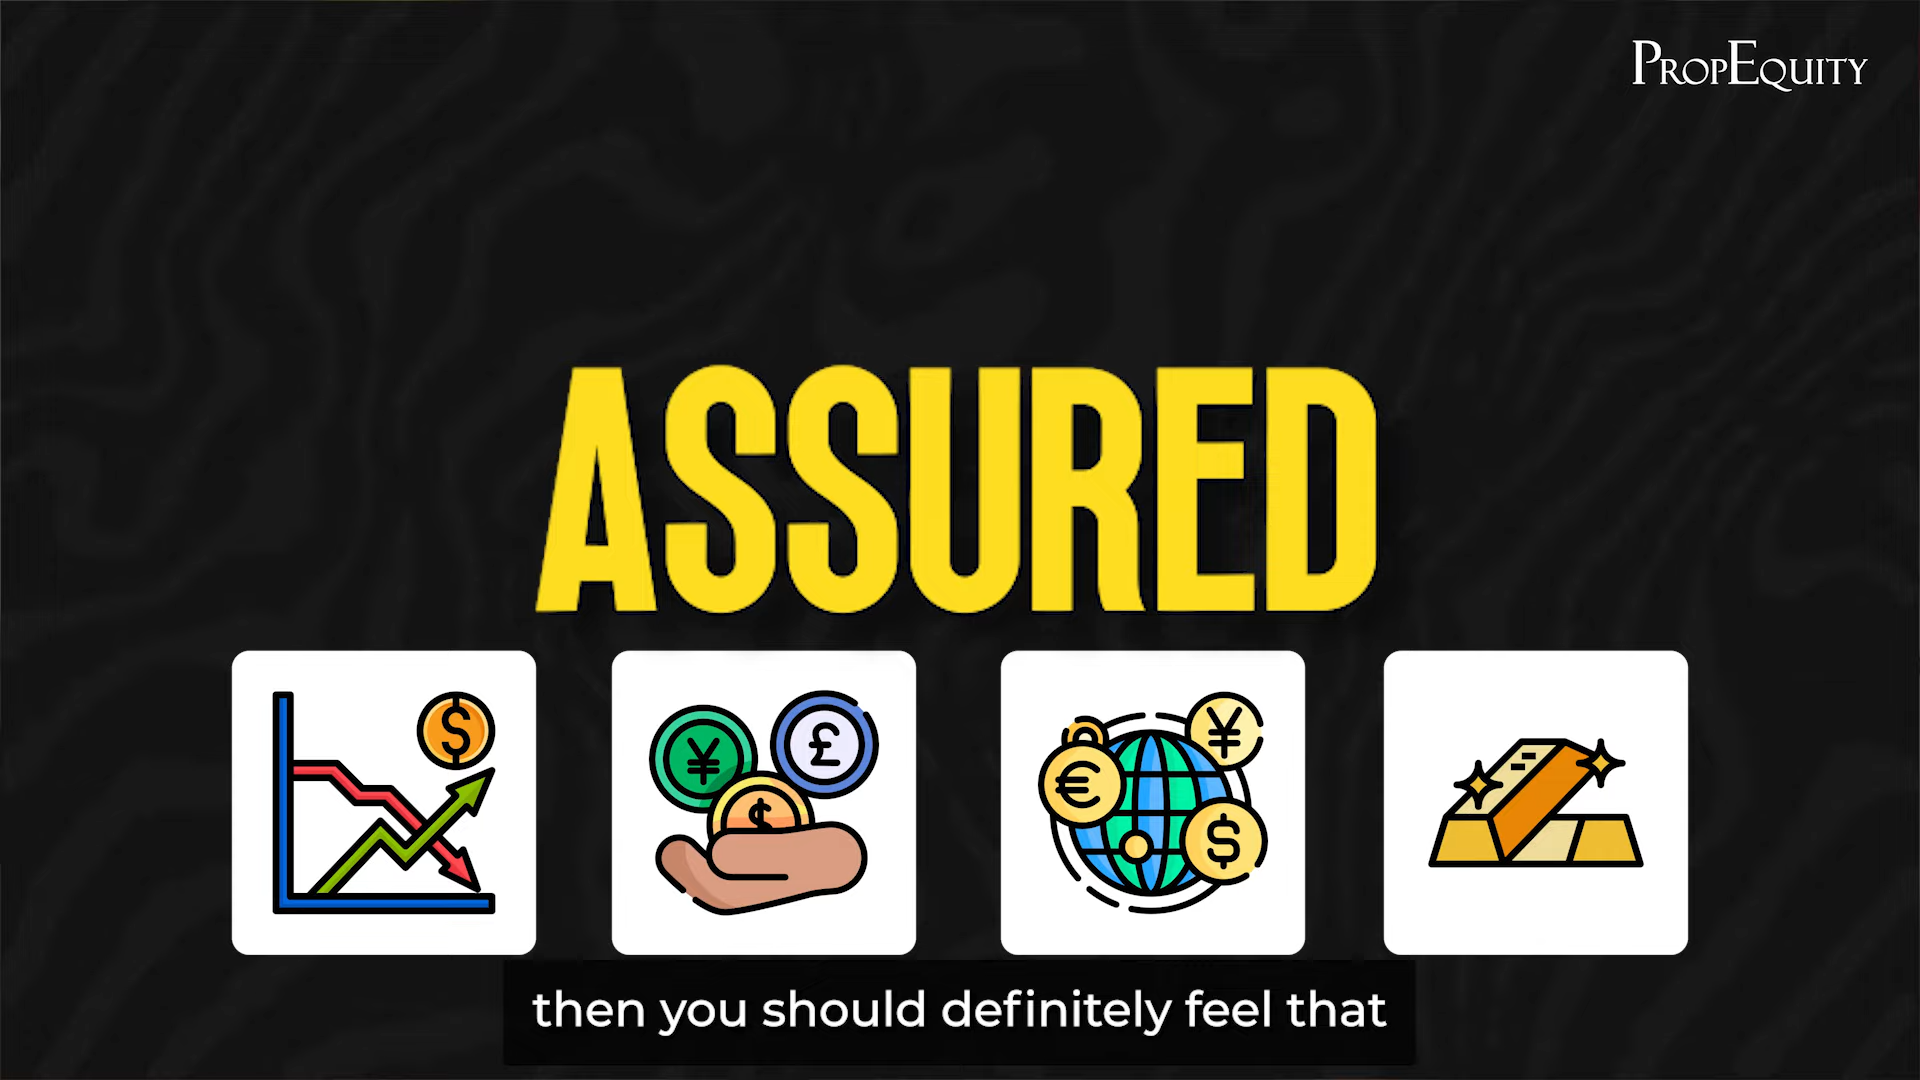 PROPEQUITY
ASSURED
$
¥ £
$
¥
€
$
then you should definitely feel that